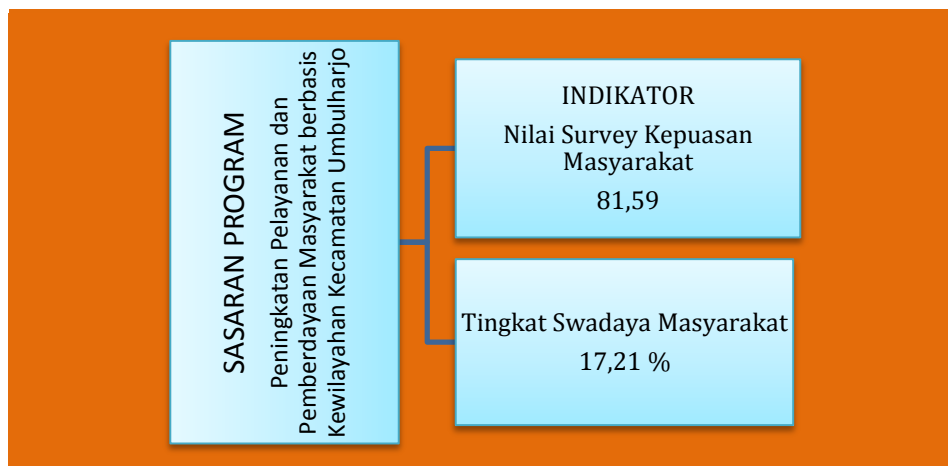 SASARAN PROGRAM
Peningkatan Pelayanan dan
Pemberdayaan Masyarakat berbasis
Kewilayahan Kecamatan Umbulharjo
INDIKATOR
Nilai Survey Kepuasan
Masyarakat
81,59
Tingkat Swadaya Masyarakat
17,21 %